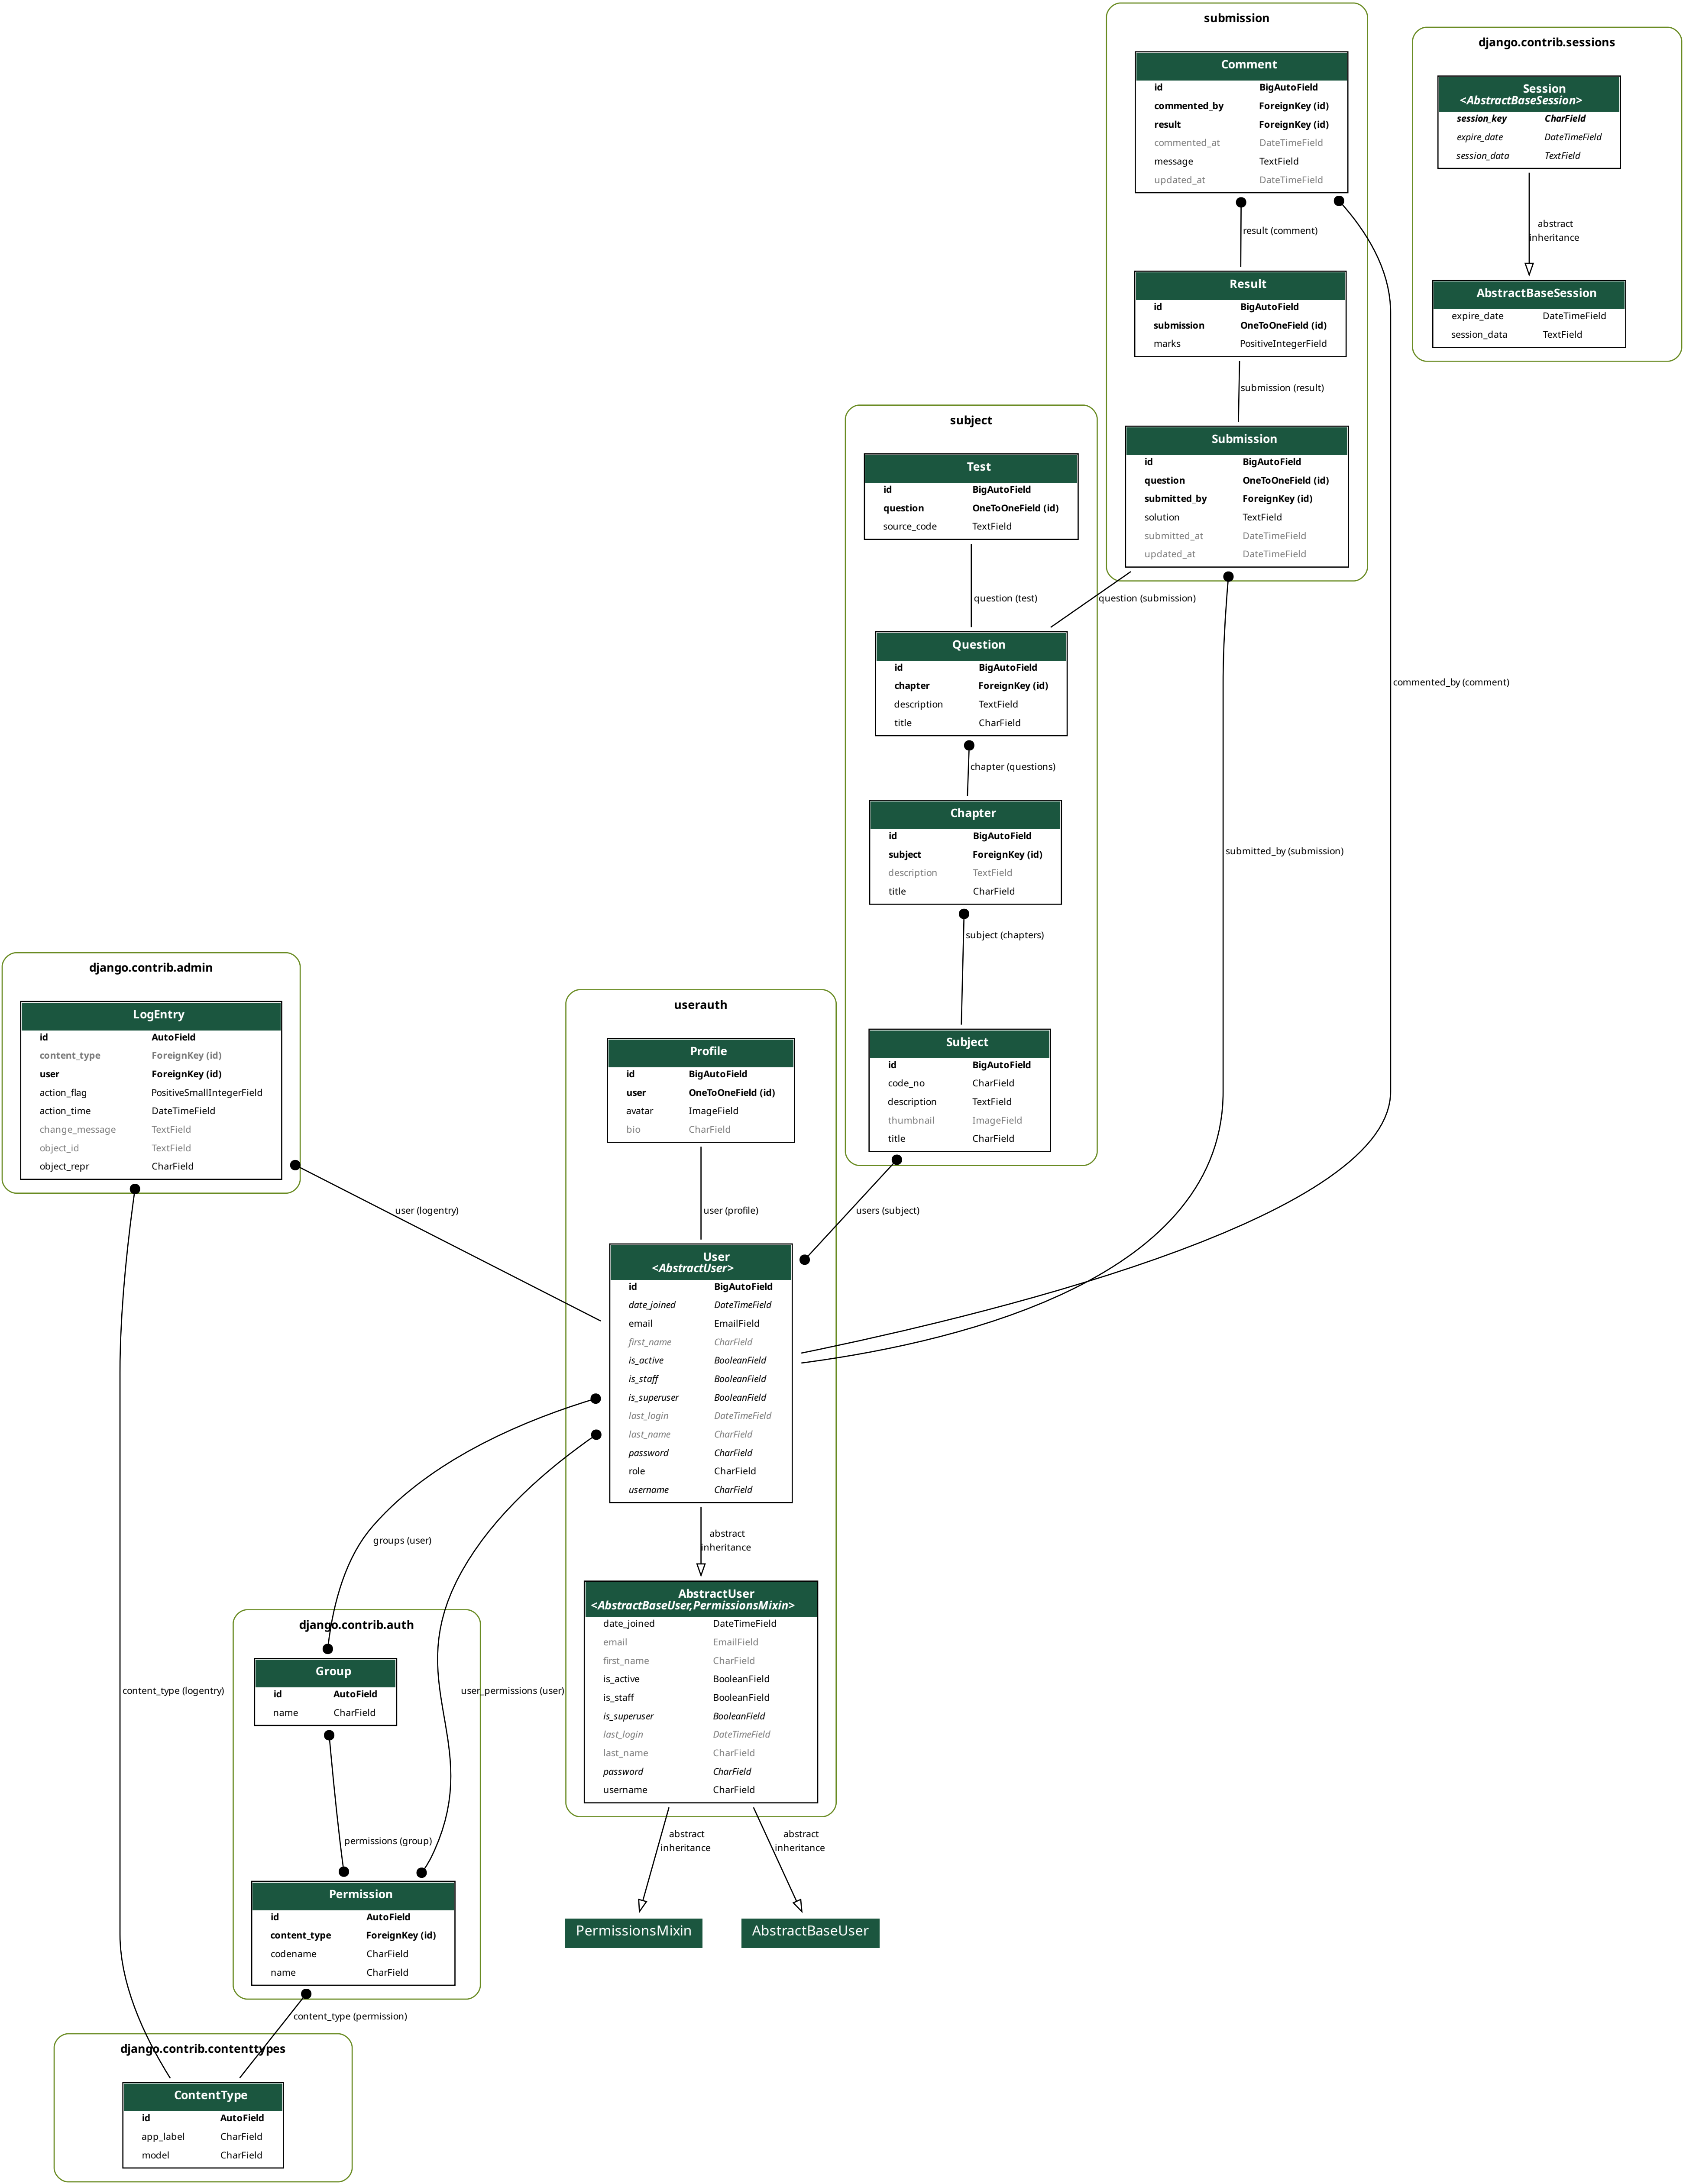 submission
Comment
id BigAutoField
commented_by ForeignKey (id)
result ForeignKey (id)
commented_at DateTimeField
message TextField
updated_at DateTimeField
result (comment)
Result
id BigAutoField
submission OneToOneField (id)
marks PositiveIntegerField
submission (result)
Submission
id BigAutoField
question OneToOneField (id)
submitted_by ForeignKey (id)
solution TextField
submitted_at DateTimeField
updated_at DateTimeField
django.contrib.sessions
Session
<AbstractBaseSession>
session_key CharField
expire_date DateTimeField
session_data TextField
abstract
inheritance
AbstractBaseSession
expire_date DateTimeField
session_data TextField
subject
Test
id BigAutoField
question OneToOneField (id)
source_code TextField
question (test)
question (submission)
Question
id BigAutoField
chapter ForeignKey (id)
description TextField
title CharField
commented_by (comment)
chapter (questions)
Chapter
id BigAutoField
subject ForeignKey (id)
description TextField
title CharField
submitted_by (submission)
subject (chapters)
Subject
id BigAutoField
code_no CharField
description TextField
thumbnail ImageField
title CharField
django.contrib.admin
LogEntry
id AutoField
content_type ForeignKey (id)
user ForeignKey (id)
action_flag PositiveSmallIntegerField
action_time DateTimeField
change_message TextField
object_id TextField
object_repr CharField
userauth
Profile
id BigAutoField
user OneToOneField (id)
avatar ImageField
bio CharField
user (logentry)
user (profile)
users (subject)
User
<AbstractUser>
id BigAutoField
date_joined DateTimeField
email EmailField
first_name CharField
is_active BooleanField
is_staff BooleanField
is_superuser BooleanField
last_login DateTimeField
last_name CharField
password CharField
role CharField
username CharField
groups (user)
abstract
inheritance
AbstractUser
<AbstractBaseUser,PermissionsMixin>
date_joined DateTimeField
email EmailField
first_name CharField
is_active BooleanField
is_staff BooleanField
is_superuser BooleanField
last_login DateTimeField
last_name CharField
password CharField
username CharField
django.contrib.auth
Group
id AutoField
name CharField
content_type (logentry)
user_permissions (user)
permissions (group)
abstract
inheritance
abstract
inheritance
Permission
id AutoField
content_type ForeignKey (id)
codename CharField
name CharField
PermissionsMixin
AbstractBaseUser
content_type (permission)
django.contrib.contenttypes
ContentType
id AutoField
app_label CharField
model CharField